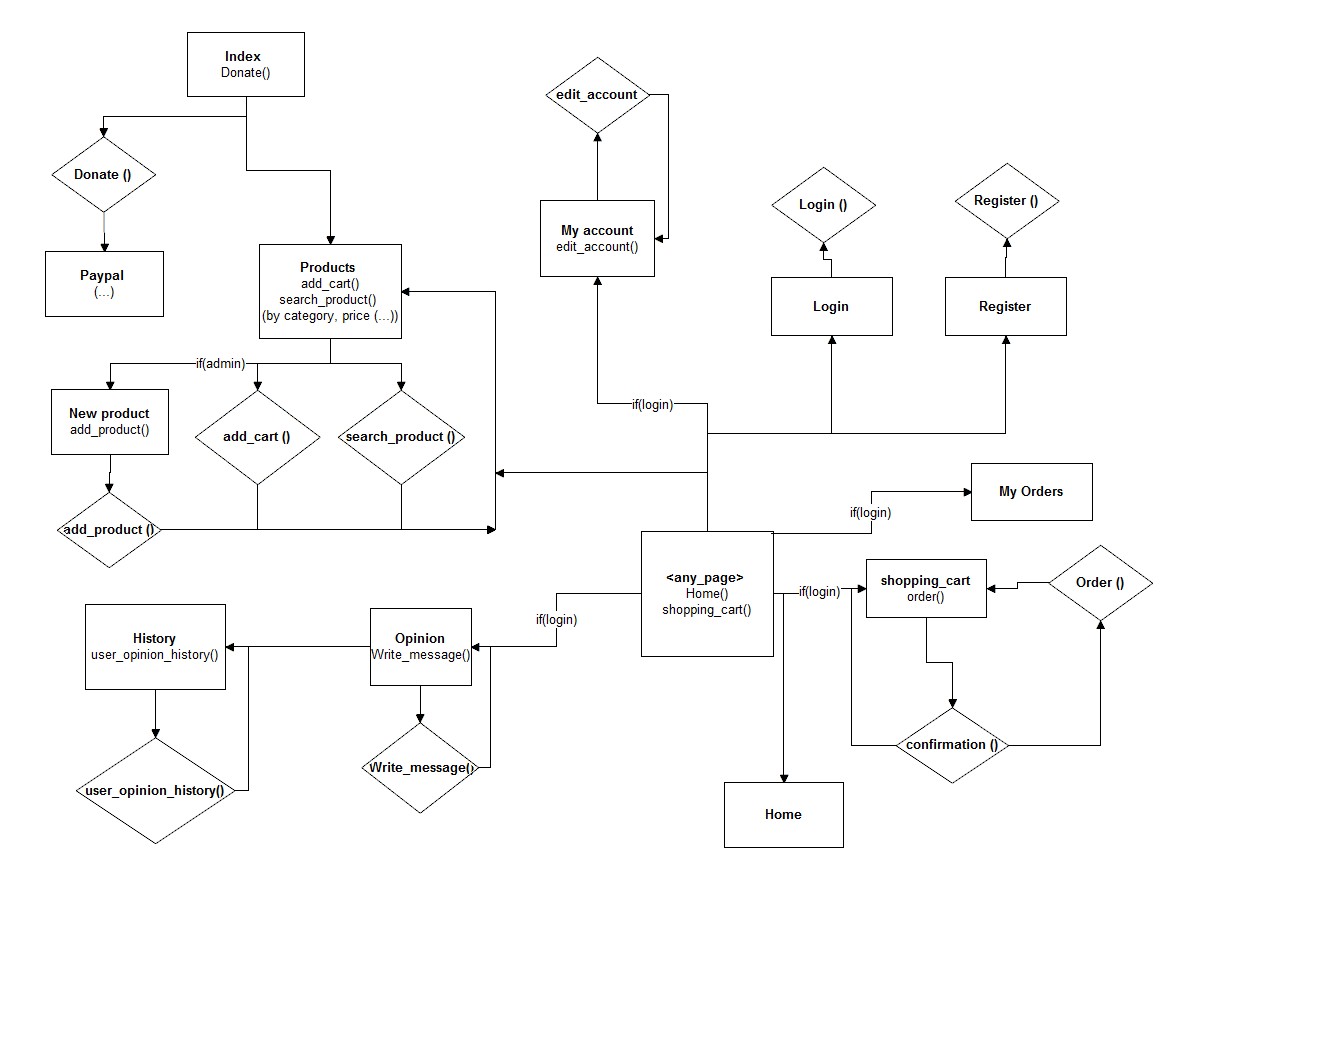 Index
Donate()
Donate ()
Paypal
(...)
Products
add_cart()
search_product()
(by category, price (...))
if(admin)
New product
add_product()
add_cart ()
search_product ()
add_product ()
edit_account
My account
edit_account()
Login ()
Register ()
Login
Register
if(login)
My Orders
if(login)
<any_page>
Home()
shopping_cart()
if(login)
shopping_cart
order()
Order ()
confirmation ()
Home
if(login)
Opinion
Write_message()
Write_message()
History
user_opinion_history()
user_opinion_history()